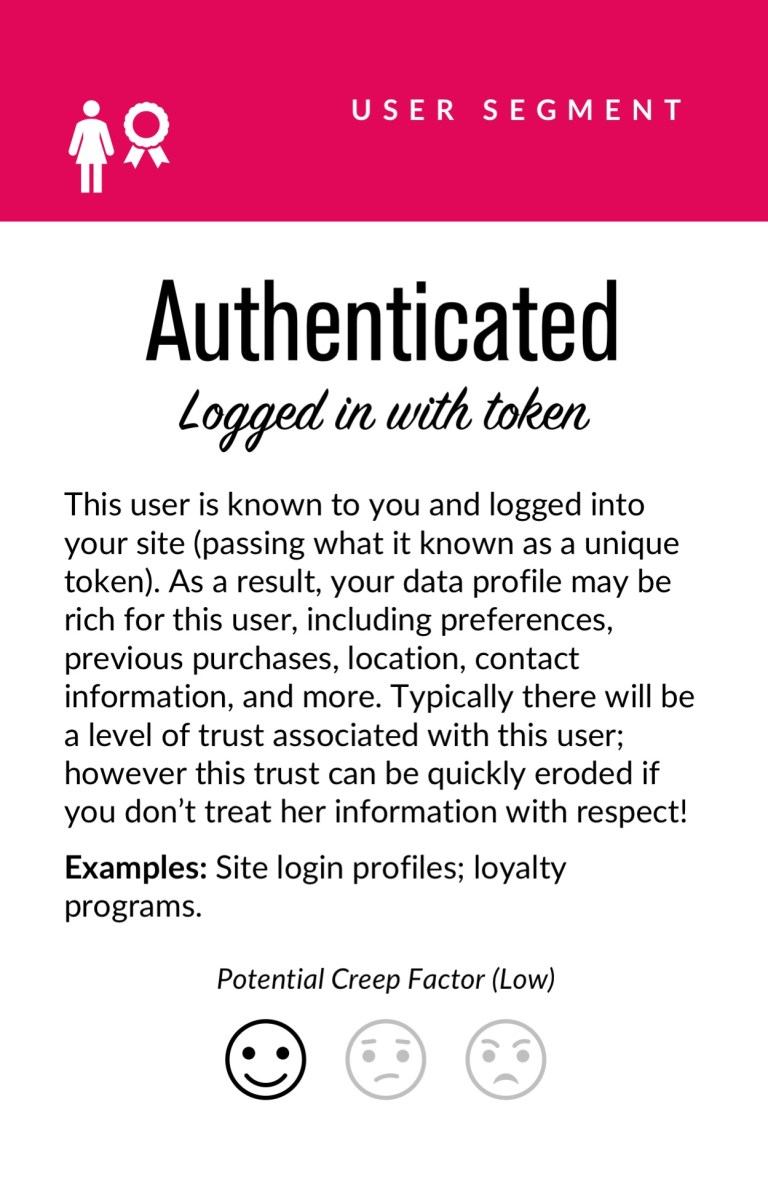 USER SEGMENT
Authenticated
Logged in with token
This user is known to you and logged into
your site (passing what it known as a unique
token). As a result, your data profile may be
rich for this user, including preferences,
previous purchases, location, contact
information, and more. Typically there will be
a level of trust associated with this user;
however this trust can be quickly eroded if
you don’t treat her information with respect!
Examples: Site login profiles; loyalty
programs.
Potential Creep Factor (Low)